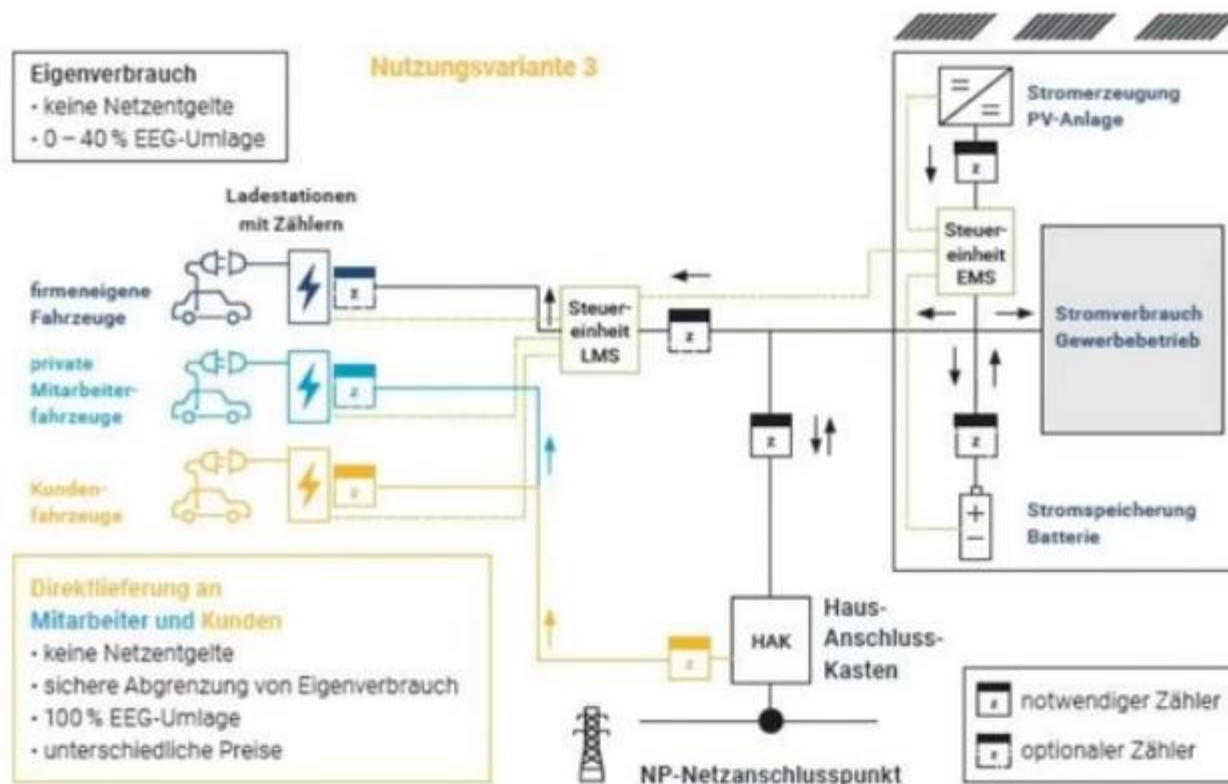 Nutzungsvariante 3
Eigenverbrauch
- keine Netzentgelte
- 0 – 40 % EEG-Umlage
Ladestationen
mit Zählern
firmeneigene
Fahrzeuge
z
private
Mitarbeiter-
fahrzeuge
z
Kunden-
fahrzeuge
z
Steuer-
einheit
LMS
z
Stromerzeugung
PV-Anlage
z
Steuer-
einheit
EMS
Stromverbrauch
Gewerbebetrieb
z
z
Stromspeicherung
Batterie
Direktlieferung an
Mitarbeiter und Kunden
- keine Netzentgelte
- sichere Abgrenzung von Eigenverbrauch
- 100 % EEG-Umlage
- unterschiedliche Preise
z
HAK
Haus-
Anschluss-
Kasten
NP-Netzanschlusspunkt
z notwendiger Zähler
z optionaler Zähler